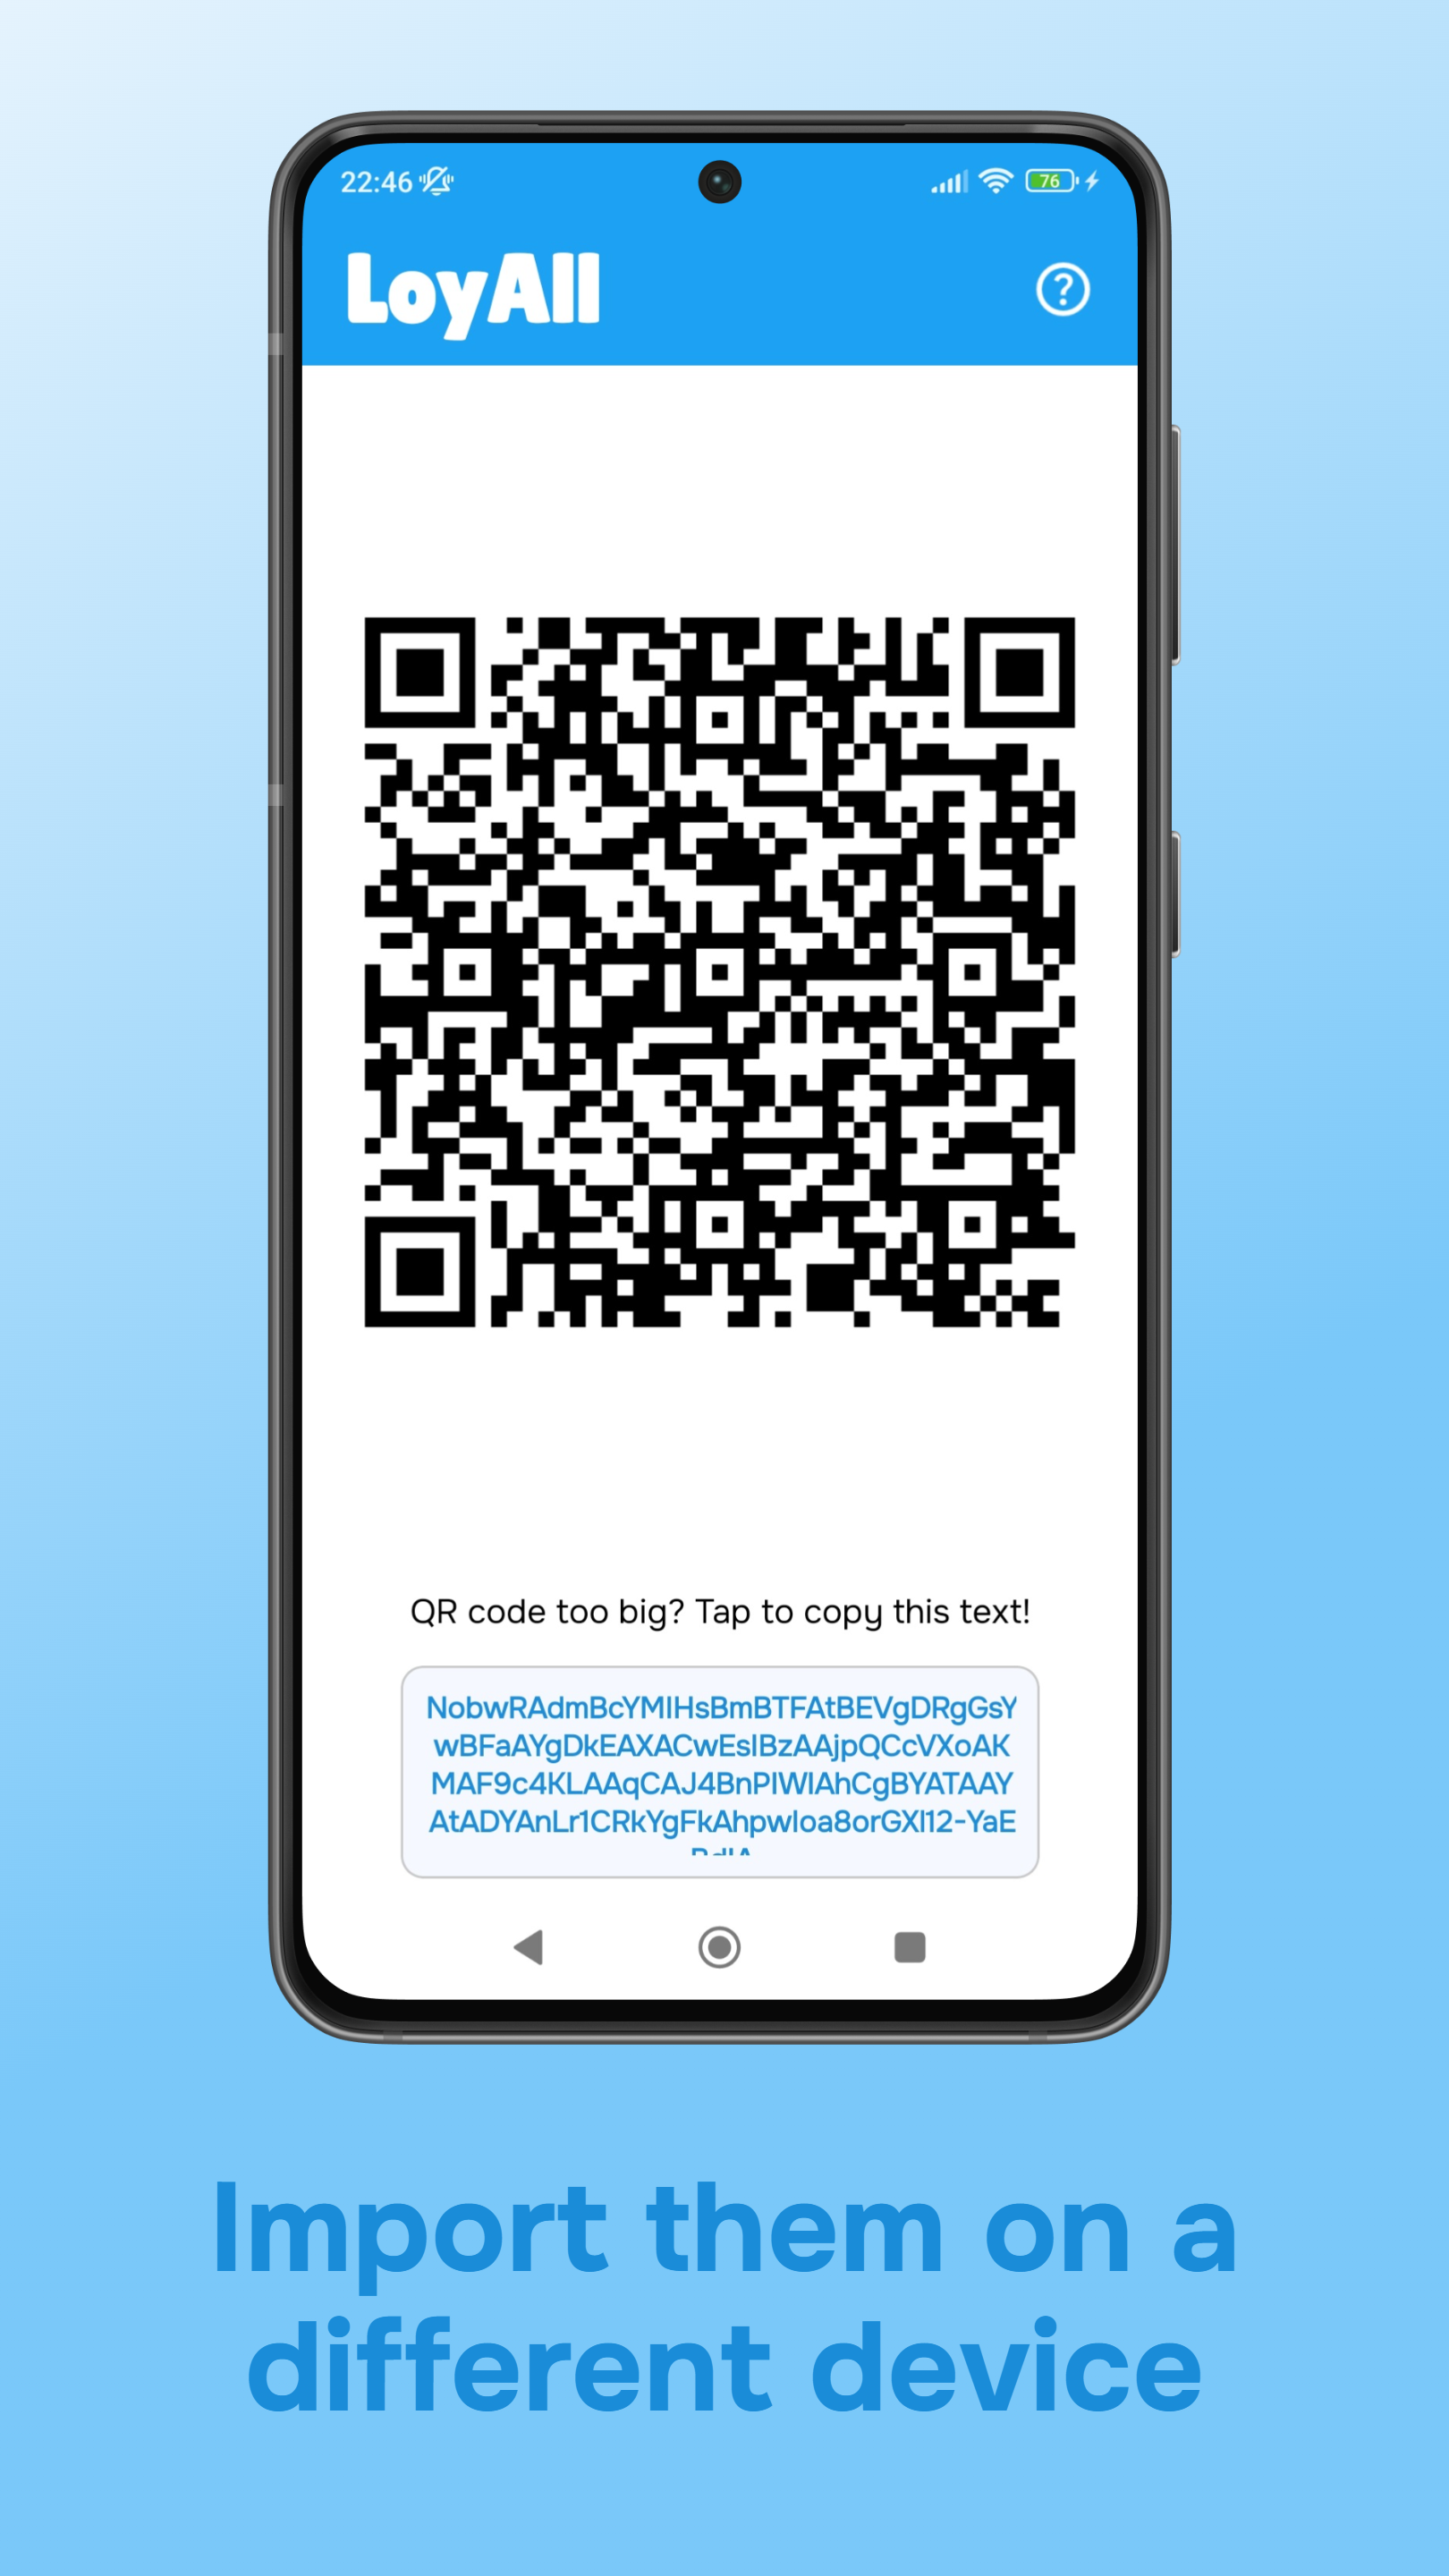 22:46
76
LoyAll
QR code too big? Tap to copy this text!
NobwRAdmBcYMIHsBmBTFAtBEVgDRgGsY
wBFaAYgDkEAXACwEsIBzAAjpQCcVXoAK
MAF9c4KLAAqCAJ4BnPIWIAhCgBYATAAY
AtADYAnLr1CRkYgFkAhpwIoa8orGXI12-YaE
Import them on a
different device